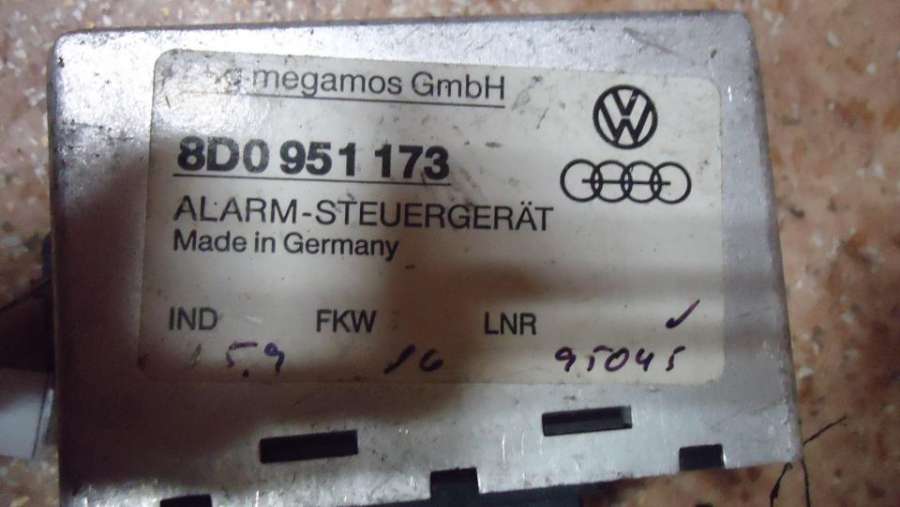 megamos GmbH
8D0 951 173
ALARM-STEUERGERÄT
Made in Germany
IND FKW LNR
5.9 16 95045